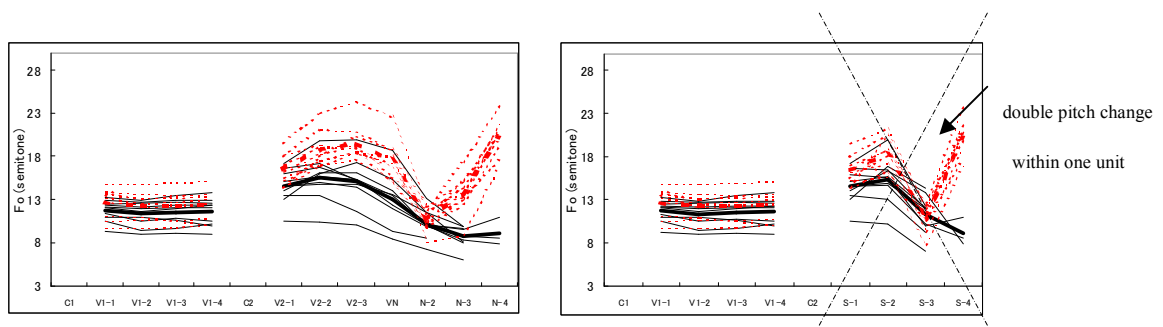 Fo (semitone)
28
23
18
13
8
3
C1 V1-1 V1-2 V1-3 V1-4 C2 V2-1 V2-2 V2-3 VN N-2 N-3 N-4
Fo (semitone)
28
23
18
13
8
3
C1 V1-1 V1-2 V1-3 V1-4 C2 S-1 S-2 S-3 S-4
double pitch change
within one unit